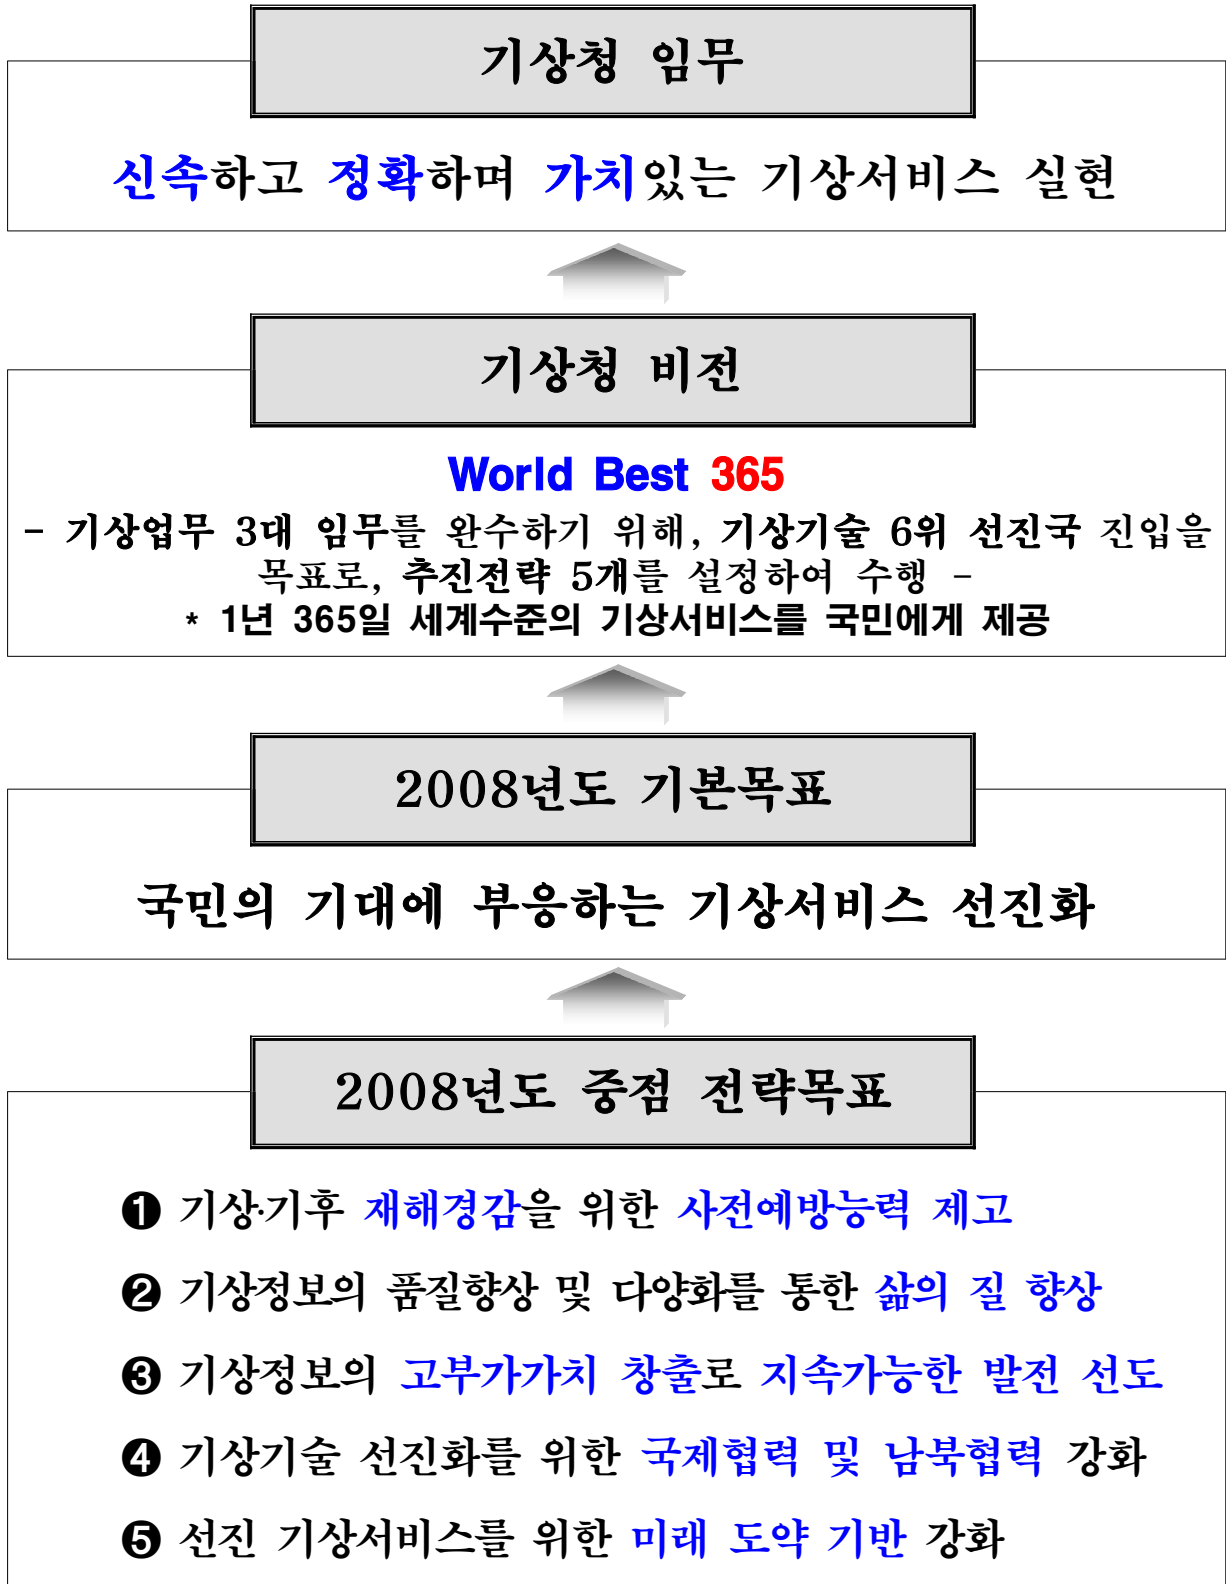 기상청 임무
신속하고 정확하며 가치있는 기상서비스 실현
기상청 비전
World Best 365
- 기상업무 3대 임무를 완수하기 위해, 기상기술 6위 선진국 진입을
목표로, 추진전략 5개를 설정하여 수행 -
* 1년 365일 세계수준의 기상서비스를 국민에게 제공
2008년도 기본목표
국민의 기대에 부응하는 기상서비스 선진화
2008년도 중점 전략목표
❶ 기상·기후 재해경감을 위한 사전예방능력 제고
❷ 기상정보의 품질향상 및 다양화를 통한 삶의 질 향상
❸ 기상정보의 고부가가치 창출로 지속가능한 발전 선도
❹ 기상기술 선진화를 위한 국제협력 및 남북협력 강화
❺ 선진 기상서비스를 위한 미래 도약 기반 강화